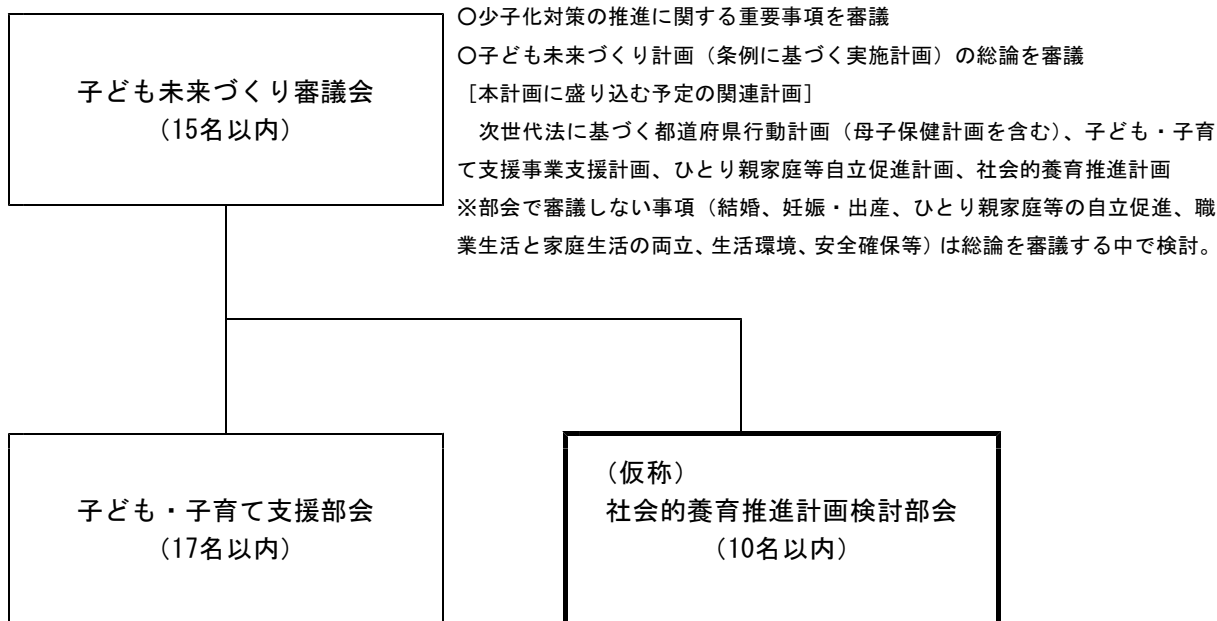 子ども未来づくり審議会
(15名以内)
〇少子化対策の推進に関する重要事項を審議
〇子ども未来づくり計画（条例に基づく実施計画）の総論を審議
［本計画に盛り込む予定の関連計画］
次世代法に基づく都道府県行動計画（母子保健計画を含む）、子ども・子育
て支援事業支援計画、ひとり親家庭等自立促進計画、社会的養育推進計画
※部会で審議しない事項（結婚、妊娠・出産、ひとり親家庭等の自立促進、職
業生活と家庭生活の両立、生活環境、安全確保等）は総論を審議する中で検討。
子ども・子育て支援部会
(17名以内)
（仮称）
社会的養育推進計画検討部会
(10名以内)